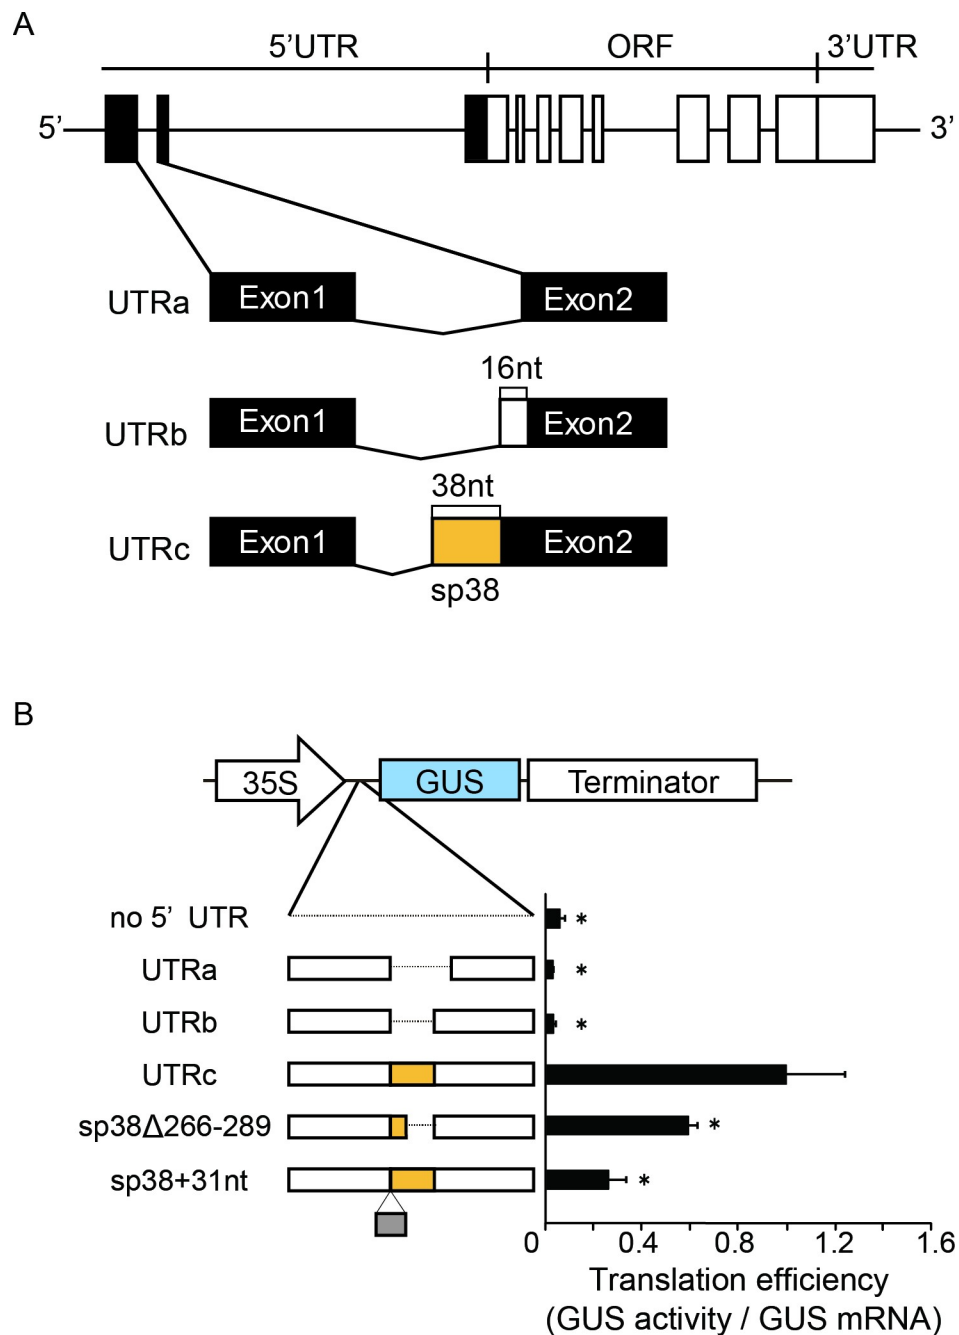 A
5'UTR ORF 3'UTR
5' 3'
UTRa Exon1 Exon2
16nt
UTRb Exon1 Exon2
38nt
UTRc Exon1 Exon2
sp38
B
35S GUS Terminator
no 5' UTR *
UTRa *
UTRb *
UTRc
sp38Δ266-289 *
sp38+31nt *
0 0.4 0.8 1.2 1.6
Translation efficiency
(GUS activity / GUS mRNA)